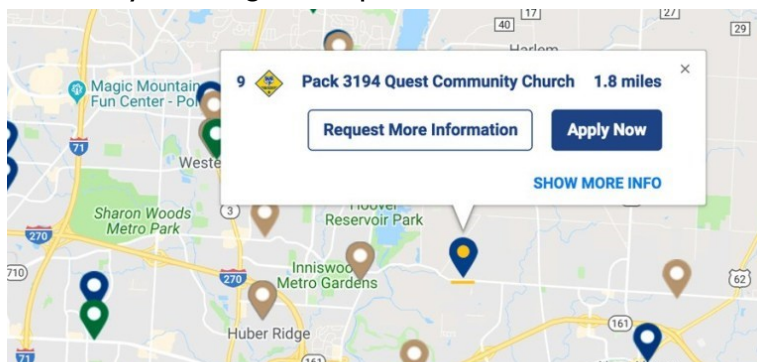 40
17
27
29
Harlem
Magic Mountain
Fun Center - Po
9 Pack 3194 Quest Community Church 1.8 miles ×
Request More Information Apply Now
SHOW MORE INFO
71
Weste
Hoover
Reservoir Park
Sharon Woods
Metro Park
3
270
Inniswood
Metro Gardens
270
710
62
Huber Ridge
161
71
161